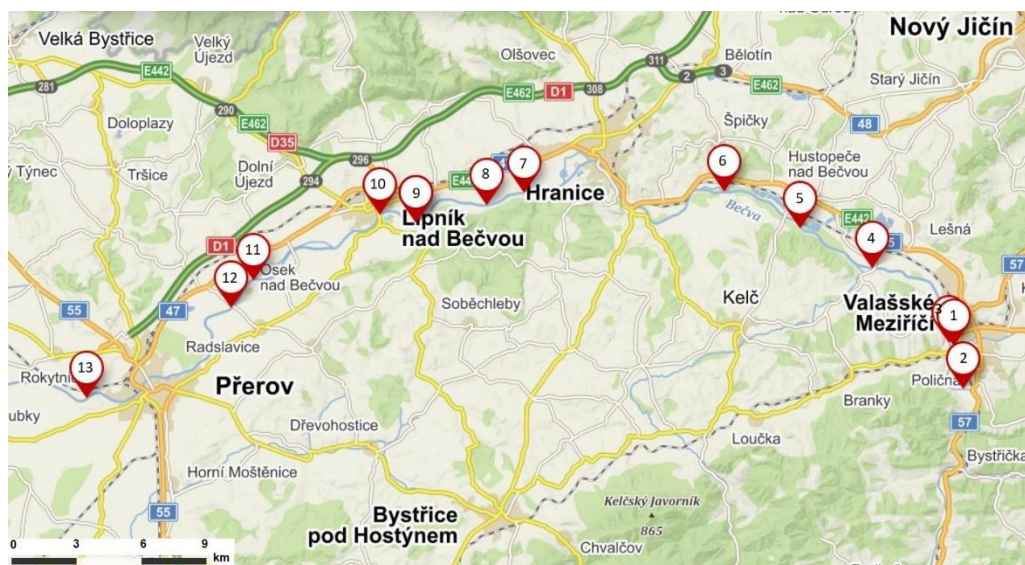 Nový Jičín
Velká Bystřice
Velký
Újezd
Olšovec
Bělotín
311
2
3
E442
281
E462
D1
308
E462
Starý Jičín
290
E462
48
Doloplazy
D35
Špičky
Týnec
Tršice
Dolní
Újezd
296
294
6
7
Hustopeče
nad Bečvou
10
9
8
E44
Hranice
Bečva
5
E442
Lešná
Lipník
nad Bečvou
4
57
D1
11
Osek
nad Bečvou
12
55
47
Soběchleby
Kelč
Valašské
Meziříčí
3
1
Radslavice
13
Rokytni
2
Poličná
Přerov
Branky
57
Dřevohostice
Loučka
Bystřička
Horní Moštěnice
55
Kelčský Javorník
865
Bystřice
pod Hostýnem
Chvalčov
0 3 6 9
km